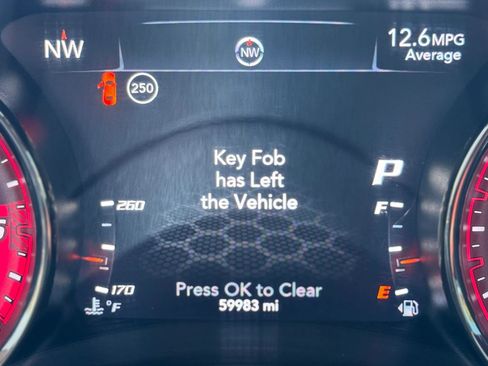 NW
12.6MPG
Average
250
Key Fob
has Left
the Vehicle
P
260
F
170
°F
E
Press OK to Clear
59983 mi